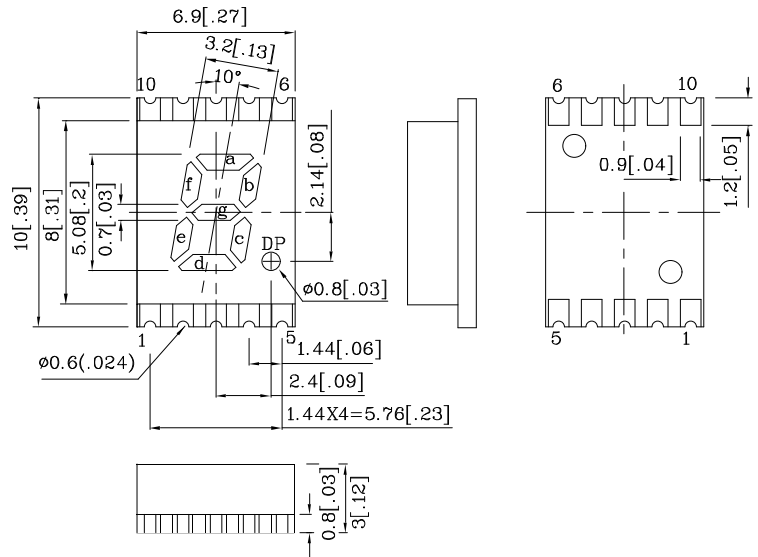 6.9[.27]
3.2[.13]
10°
10
6
6
10
a
f
b
g
e
c
d
DP
10[.39]
8[.31]
5.08[.2]
0.7[.03]
2.14[.08]
0.9[.04]
1.2[.05]
ø0.8[.03]
1
5
5
1
ø0.6(.024)
1.44[.06]
2.4[.09]
1.44X4=5.76[.23]
0.8[.03]
3[.12]